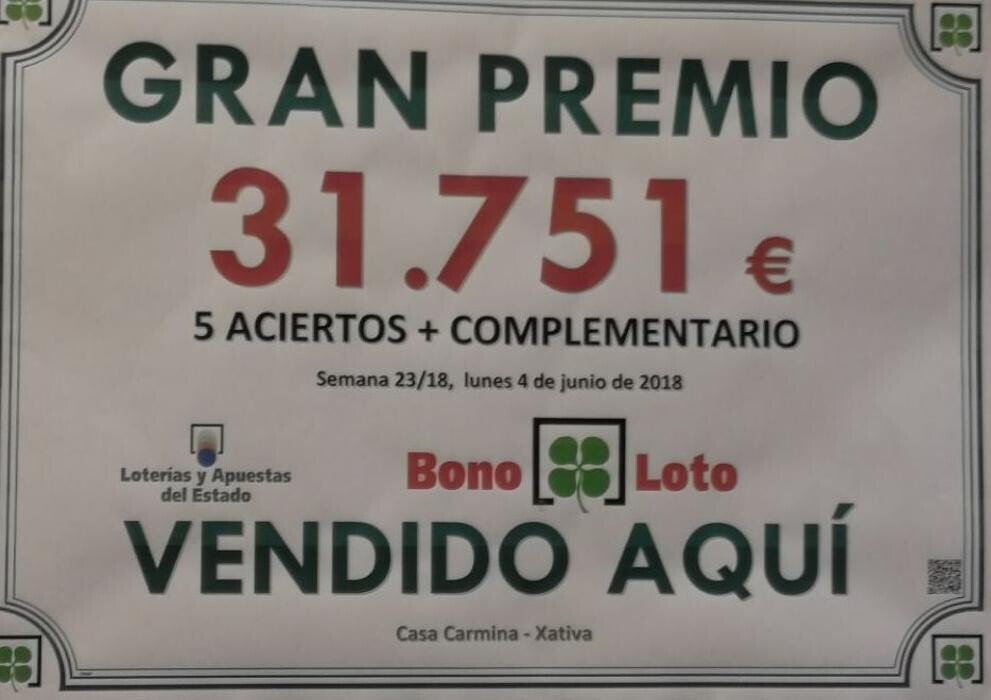 GRAN PREMIO
31.751 €
5 ACIERTOS + COMPLEMENTARIO
Semana 23/18, lunes 4 de junio de 2018
Loterías y Apuestas
del Estado
Bono Loto
VENDIDO AQUÍ
Casa Carmina - Xativa